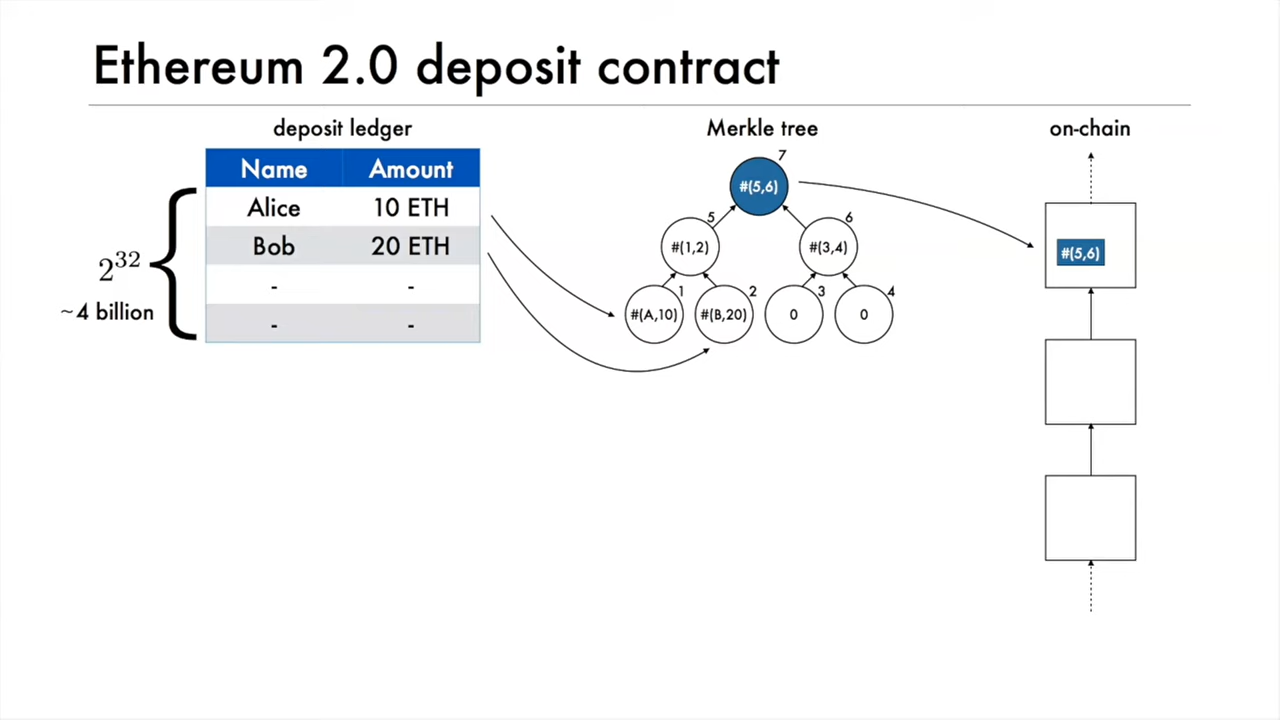 Ethereum 2.0 deposit contract
deposit ledger
Name Amount
Alice 10 ETH
Bob 20 ETH
- -
- -
2^32
~4 billion
Merkle tree
7
#(5,6)
5 6
#(1,2) #(3,4)
1 2 3 4
#(A,10) #(B,20) 0 0
on-chain
#(5,6)